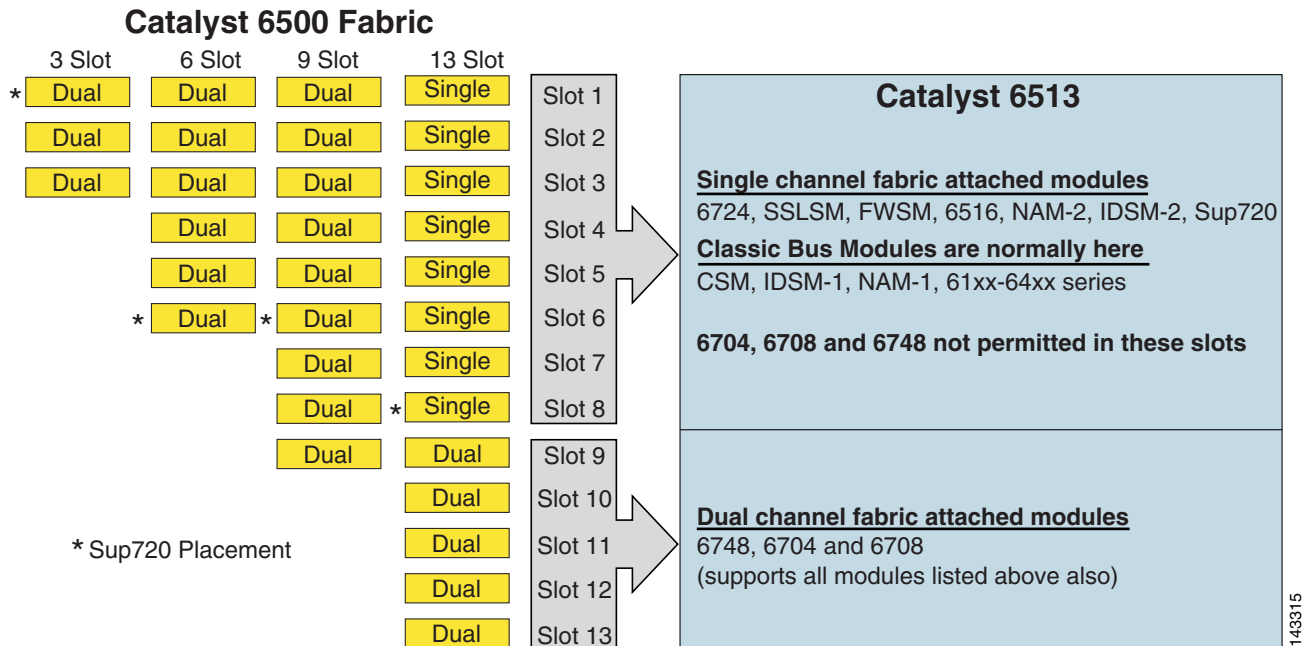 Catalyst 6500 Fabric
3 Slot 6 Slot 9 Slot 13 Slot
* Dual Dual Dual Single Slot 1
Dual Dual Dual Single Slot 2
Dual Dual Dual Single Slot 3
Dual Dual Single Slot 4
Dual Dual Single Slot 5
* Dual * Dual Single Slot 6
Dual Single Slot 7
Dual * Single Slot 8
Dual Dual Slot 9
Dual Slot 10
Dual Slot 11
Dual Slot 12
Dual Slot 13
* Sup720 Placement
Catalyst 6513
Single channel fabric attached modules
6724, SSLSM, FWSM, 6516, NAM-2, IDSM-2, Sup720
Classic Bus Modules are normally here
CSM, IDSM-1, NAM-1, 61xx-64xx series
6704, 6708 and 6748 not permitted in these slots
Dual channel fabric attached modules
6748, 6704 and 6708
(supports all modules listed above also)
143315